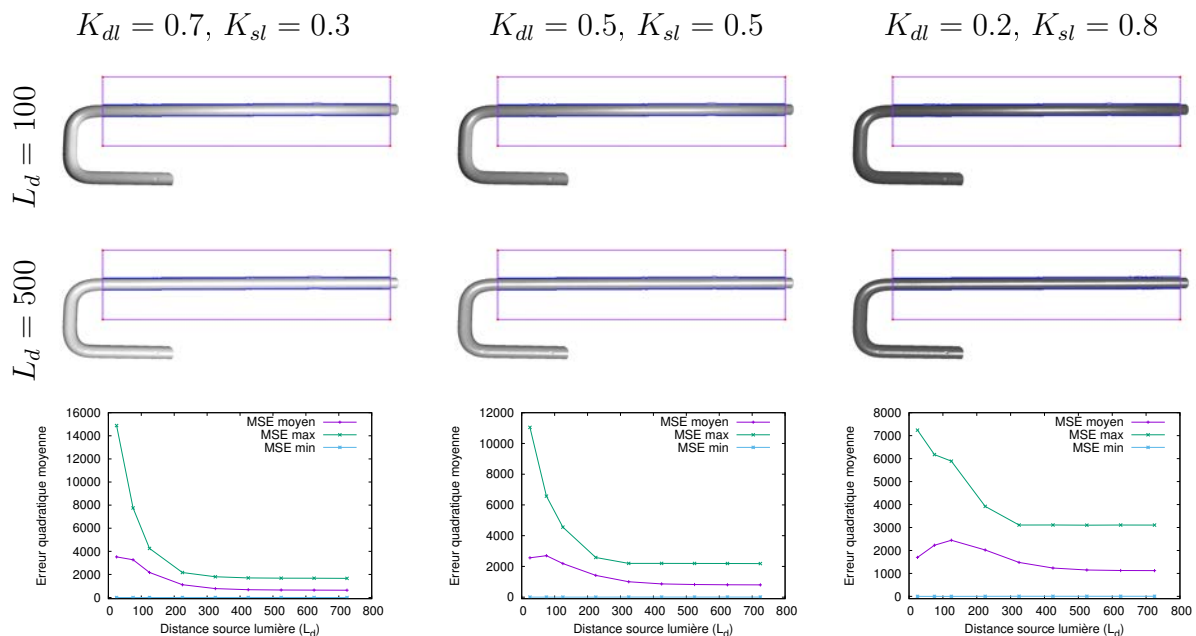 K_dl = 0.7, K_sl = 0.3
K_dl = 0.5, K_sl = 0.5
K_dl = 0.2, K_sl = 0.8
L_d = 100
L_d = 500
Erreur quadratique moyenne
16000
14000
12000
10000
8000
6000
4000
2000
0
MSE moyen
MSE max
MSE min
0 100 200 300 400 500 600 700 800
Distance source lumière (L_d)
Erreur quadratique moyenne
12000
10000
8000
6000
4000
2000
0
MSE moyen
MSE max
MSE min
0 100 200 300 400 500 600 700 800
Distance source lumière (L_d)
Erreur quadratique moyenne
8000
7000
6000
5000
4000
3000
2000
1000
0
MSE moyen
MSE max
MSE min
0 100 200 300 400 500 600 700 800
Distance source lumière (L_d)